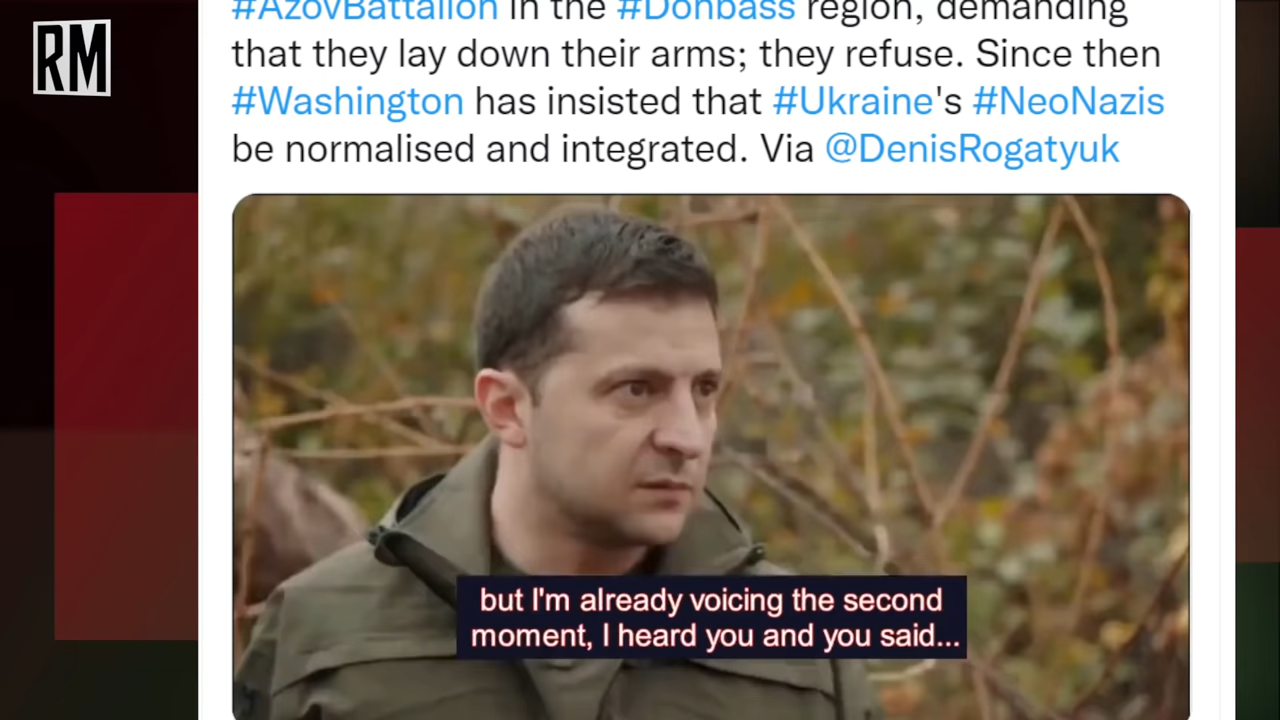 RM
#AzovBattalion in the #Donbass region, demanding
that they lay down their arms; they refuse. Since then
#Washington has insisted that #Ukraine's #NeoNazis
be normalised and integrated. Via @DenisRogatyuk
but I'm already voicing the second
moment, I heard you and you said...